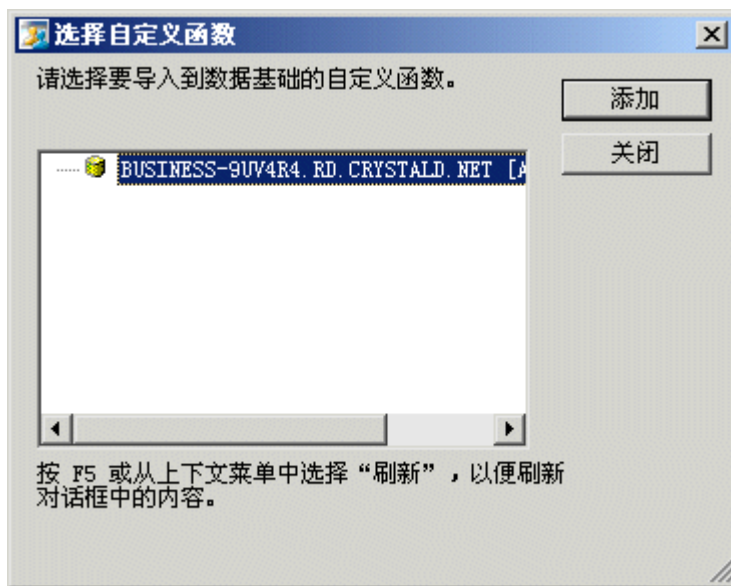 选择自定义函数
请选择要导入到数据基础的自定义函数。
添加
关闭
BUSINESS-9UV4R4.RD.CRYSTALD.NET [A
按 F5 或从上下文菜单中选择“刷新”，以便刷新
对话框中的内容。